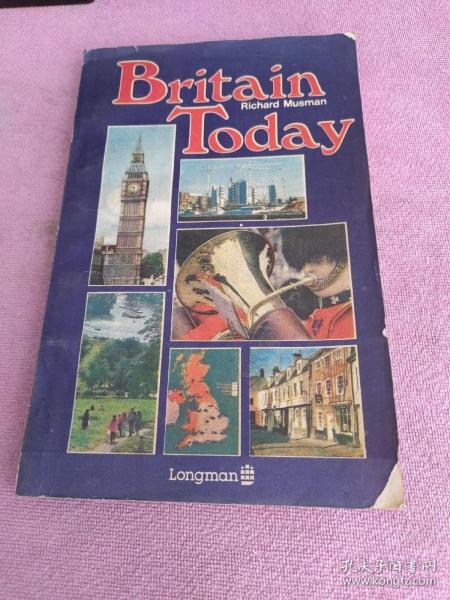 Britain
Richard Musman
Today
Longman
孔夫子旧书网
www.kongfz.com